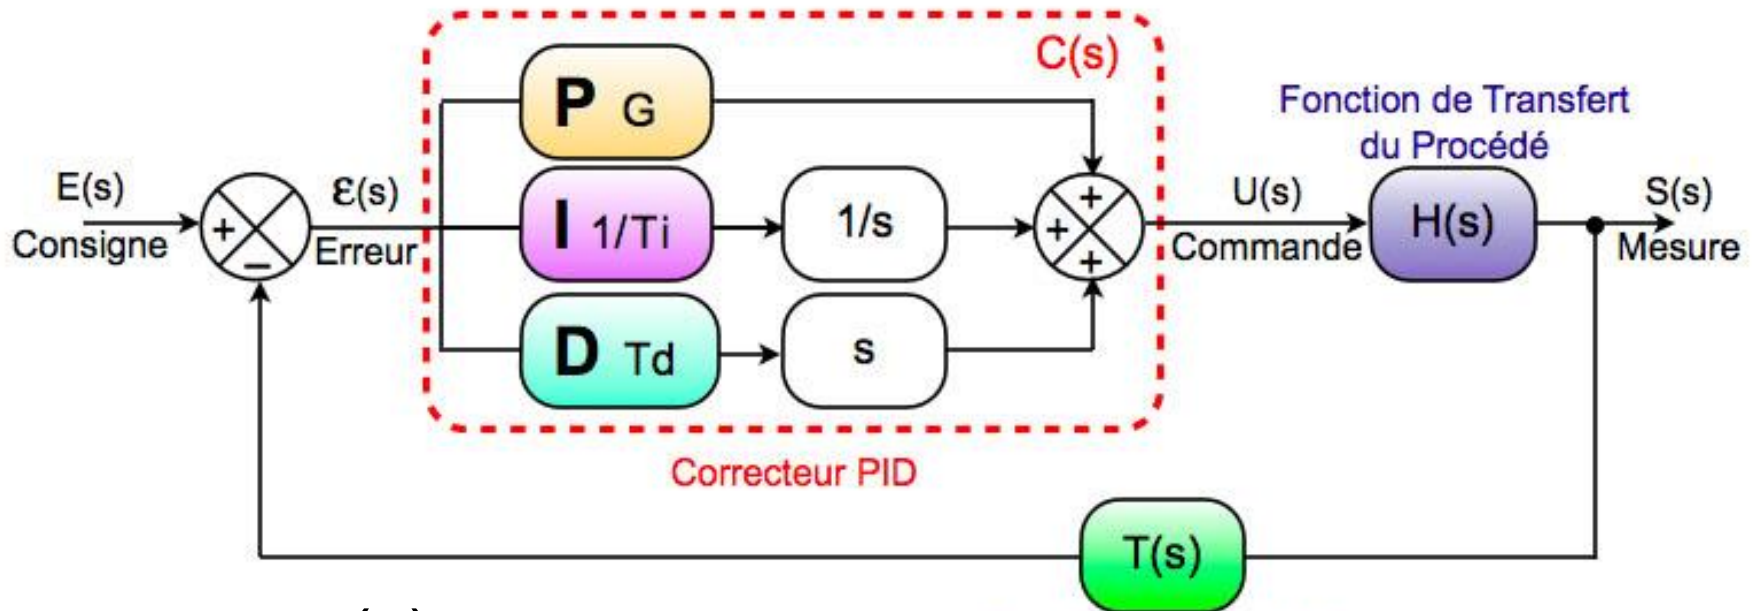 C(s)
P G
Fonction de Transfert
du Procédé
E(s)
Consigne
+
−
ε(s)
Erreur
I 1/Ti
1/s
+
+
+
U(s)
Commande
H(s)
S(s)
Mesure
D Td
s
Correcteur PID
T(s)